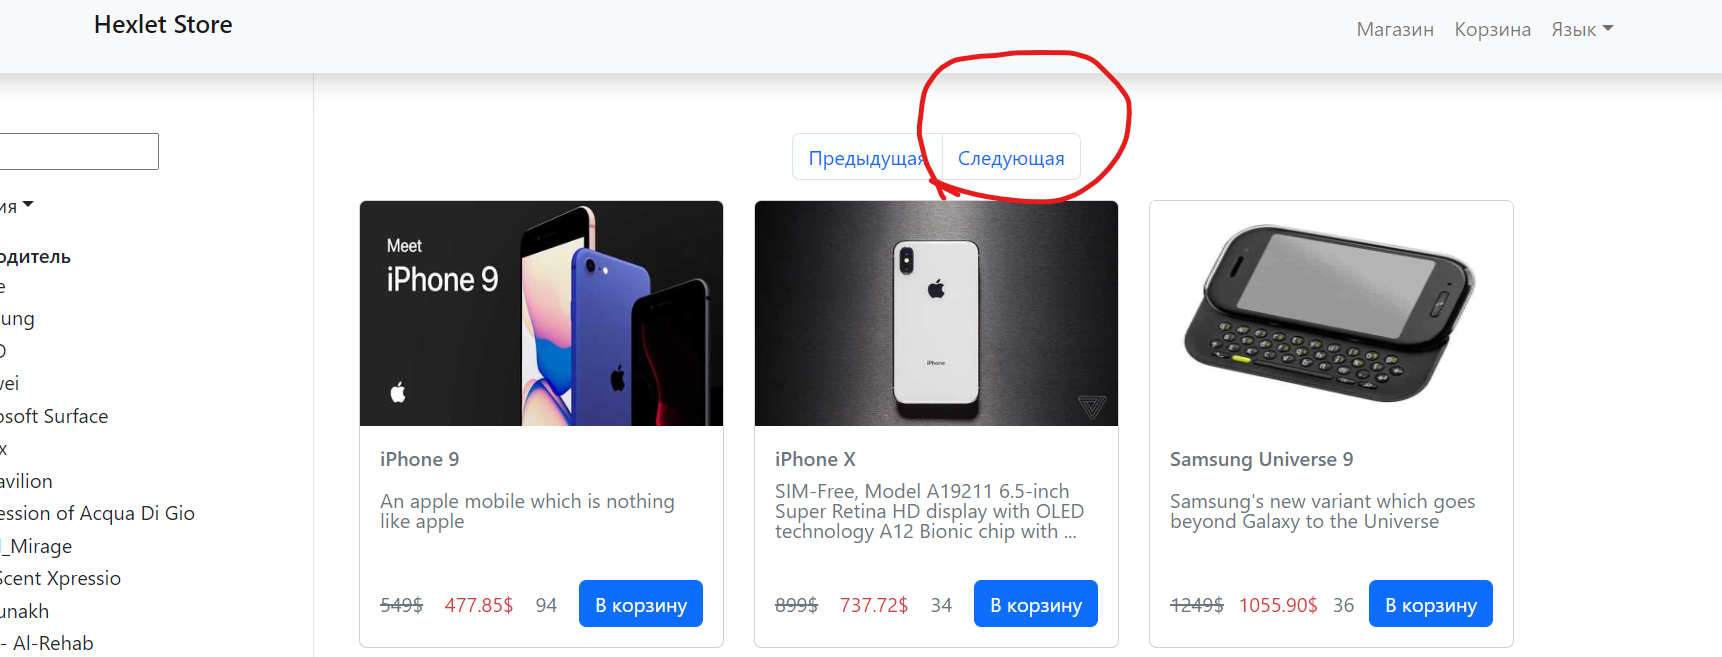 Hexlet Store
Магазин Корзина Язык
Предыдущая Следующая
ия
одитель
e
ung
O
wei
osoft Surface
x
avilion
ession of Acqua Di Gio
l_Mirage
Scent Xpressio
unakh
- Al-Rehab
Meet
iPhone 9
iPhone 9
An apple mobile which is nothing
like apple
549$ 477.85$ 94 В корзину
iPhone
iPhone X
SIM-Free, Model A19211 6.5-inch
Super Retina HD display with OLED
technology A12 Bionic chip with ...
899$ 737.72$ 34 В корзину
Samsung Universe 9
Samsung's new variant which goes
beyond Galaxy to the Universe
1249$ 1055.90$ 36 В корзину